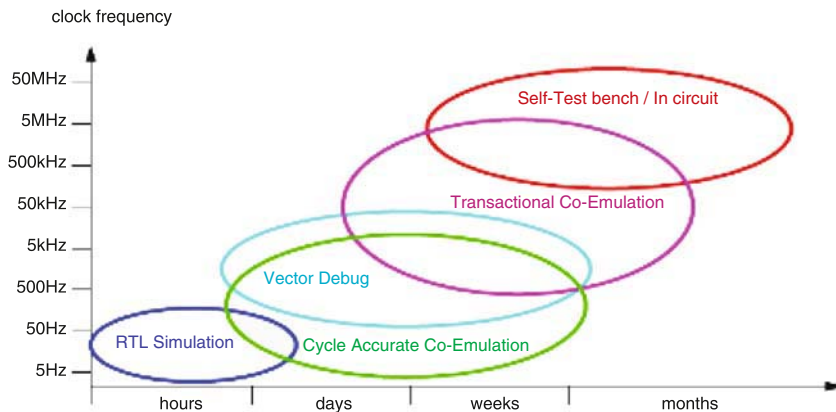 clock frequency
50MHz
5MHz
500kHz
50kHz
5kHz
500Hz
50Hz
5Hz
Self-Test bench / In circuit
Transactional Co-Emulation
Vector Debug
RTL Simulation
Cycle Accurate Co-Emulation
hours
days
weeks
months